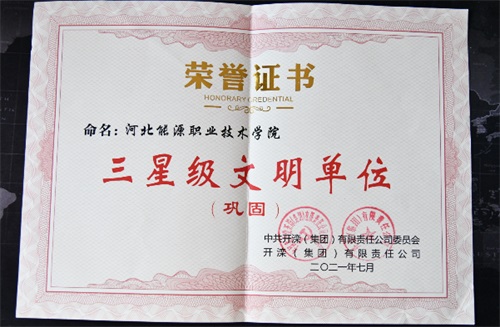 荣誉证书
HONORARY CREDENTIAL
命名：河北能源职业技术学院
三星级文明单位
（巩固）
中共开滦（集团）有限责任公司委员会
开滦（集团）有限责任公司
二〇二一年七月